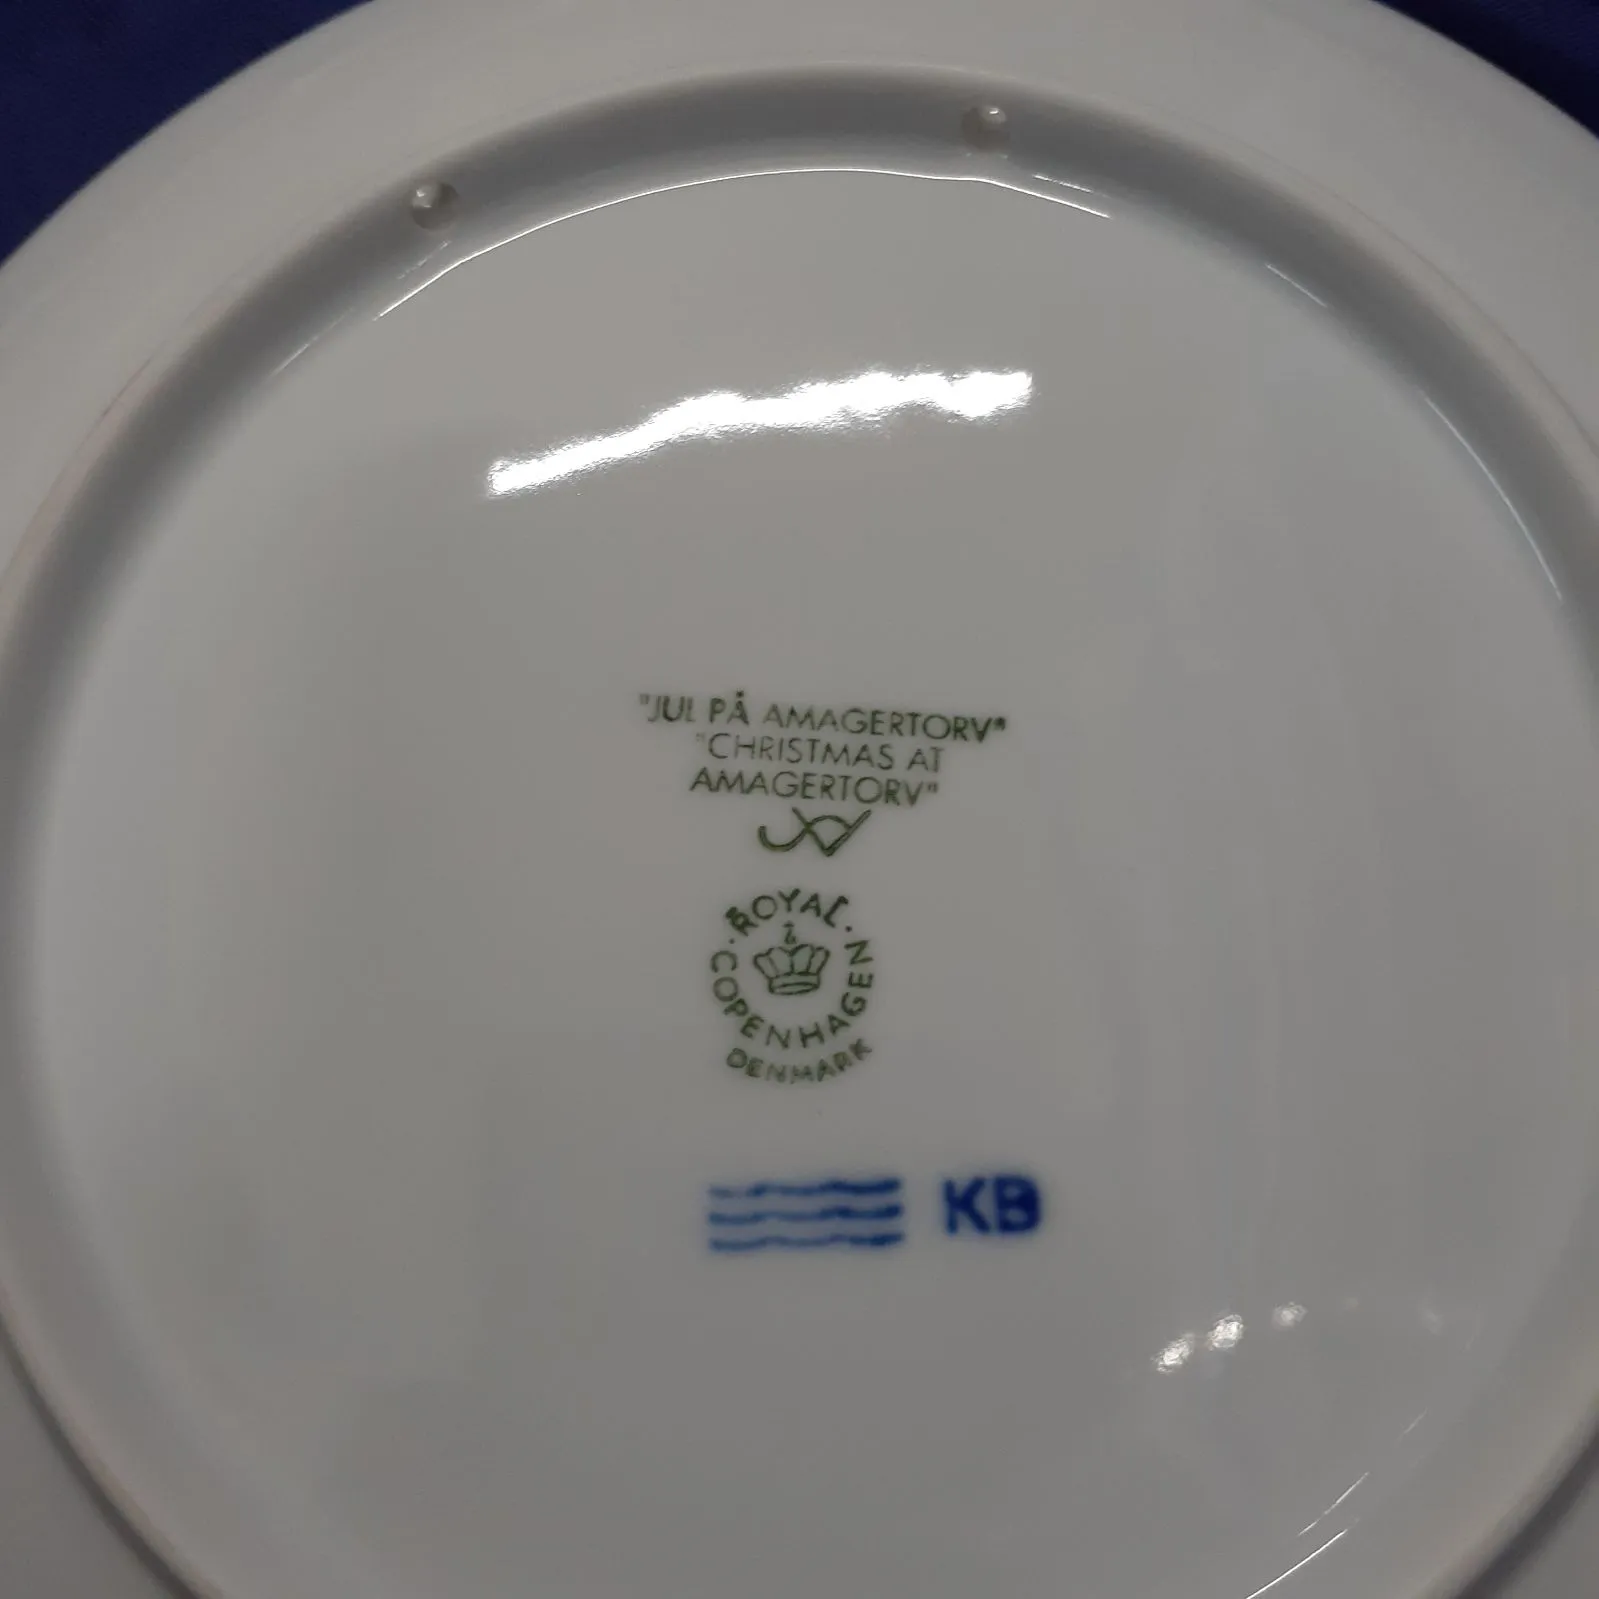 "JUL PÅ AMAGERTORV"
"CHRISTMAS AT
AMAGERTORV"
ROYAL
COPENHAGEN
DENMARK
KB